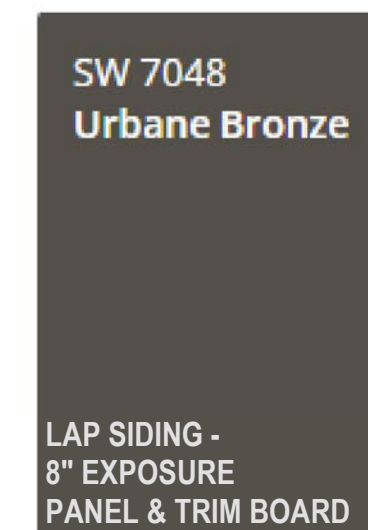 SW 7048
Urbane Bronze
LAP SIDING -
8" EXPOSURE
PANEL & TRIM BOARD